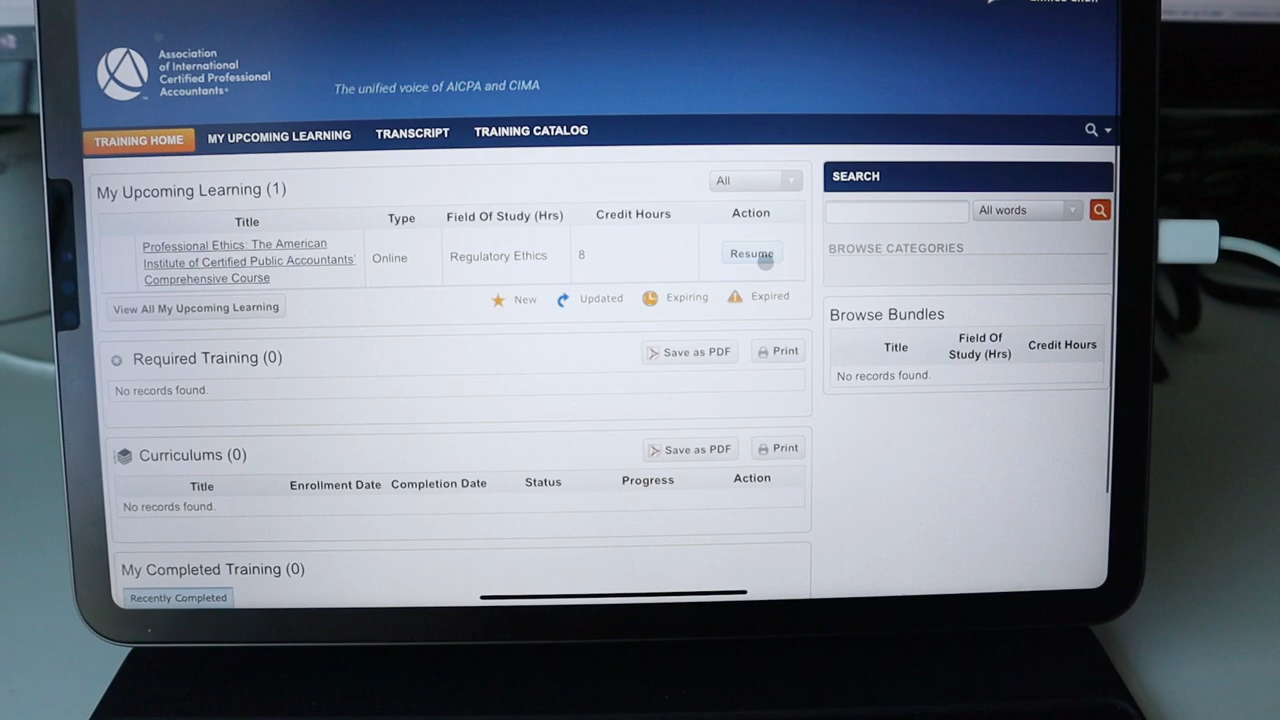 Association
of International
Certified Professional
Accountants
The unified voice of AICPA and CIMA
TRAINING HOME MY UPCOMING LEARNING TRANSCRIPT TRAINING CATALOG
My Upcoming Learning (1)
All
Title Type Field Of Study (Hrs) Credit Hours Action
Professional Ethics: The American
Institute of Certified Public Accountants'
Comprehensive Course
Online Regulatory Ethics 8 Resume
View All My Upcoming Learning
New Updated Expiring Expired
Required Training (0)
Save as PDF Print
No records found.
Curriculums (0)
Save as PDF Print
Title Enrollment Date Completion Date Status Progress Action
No records found.
My Completed Training (0)
Recently Completed
SEARCH
All words
BROWSE CATEGORIES
Browse Bundles
Title Field Of Study (Hrs) Credit Hours
No records found.